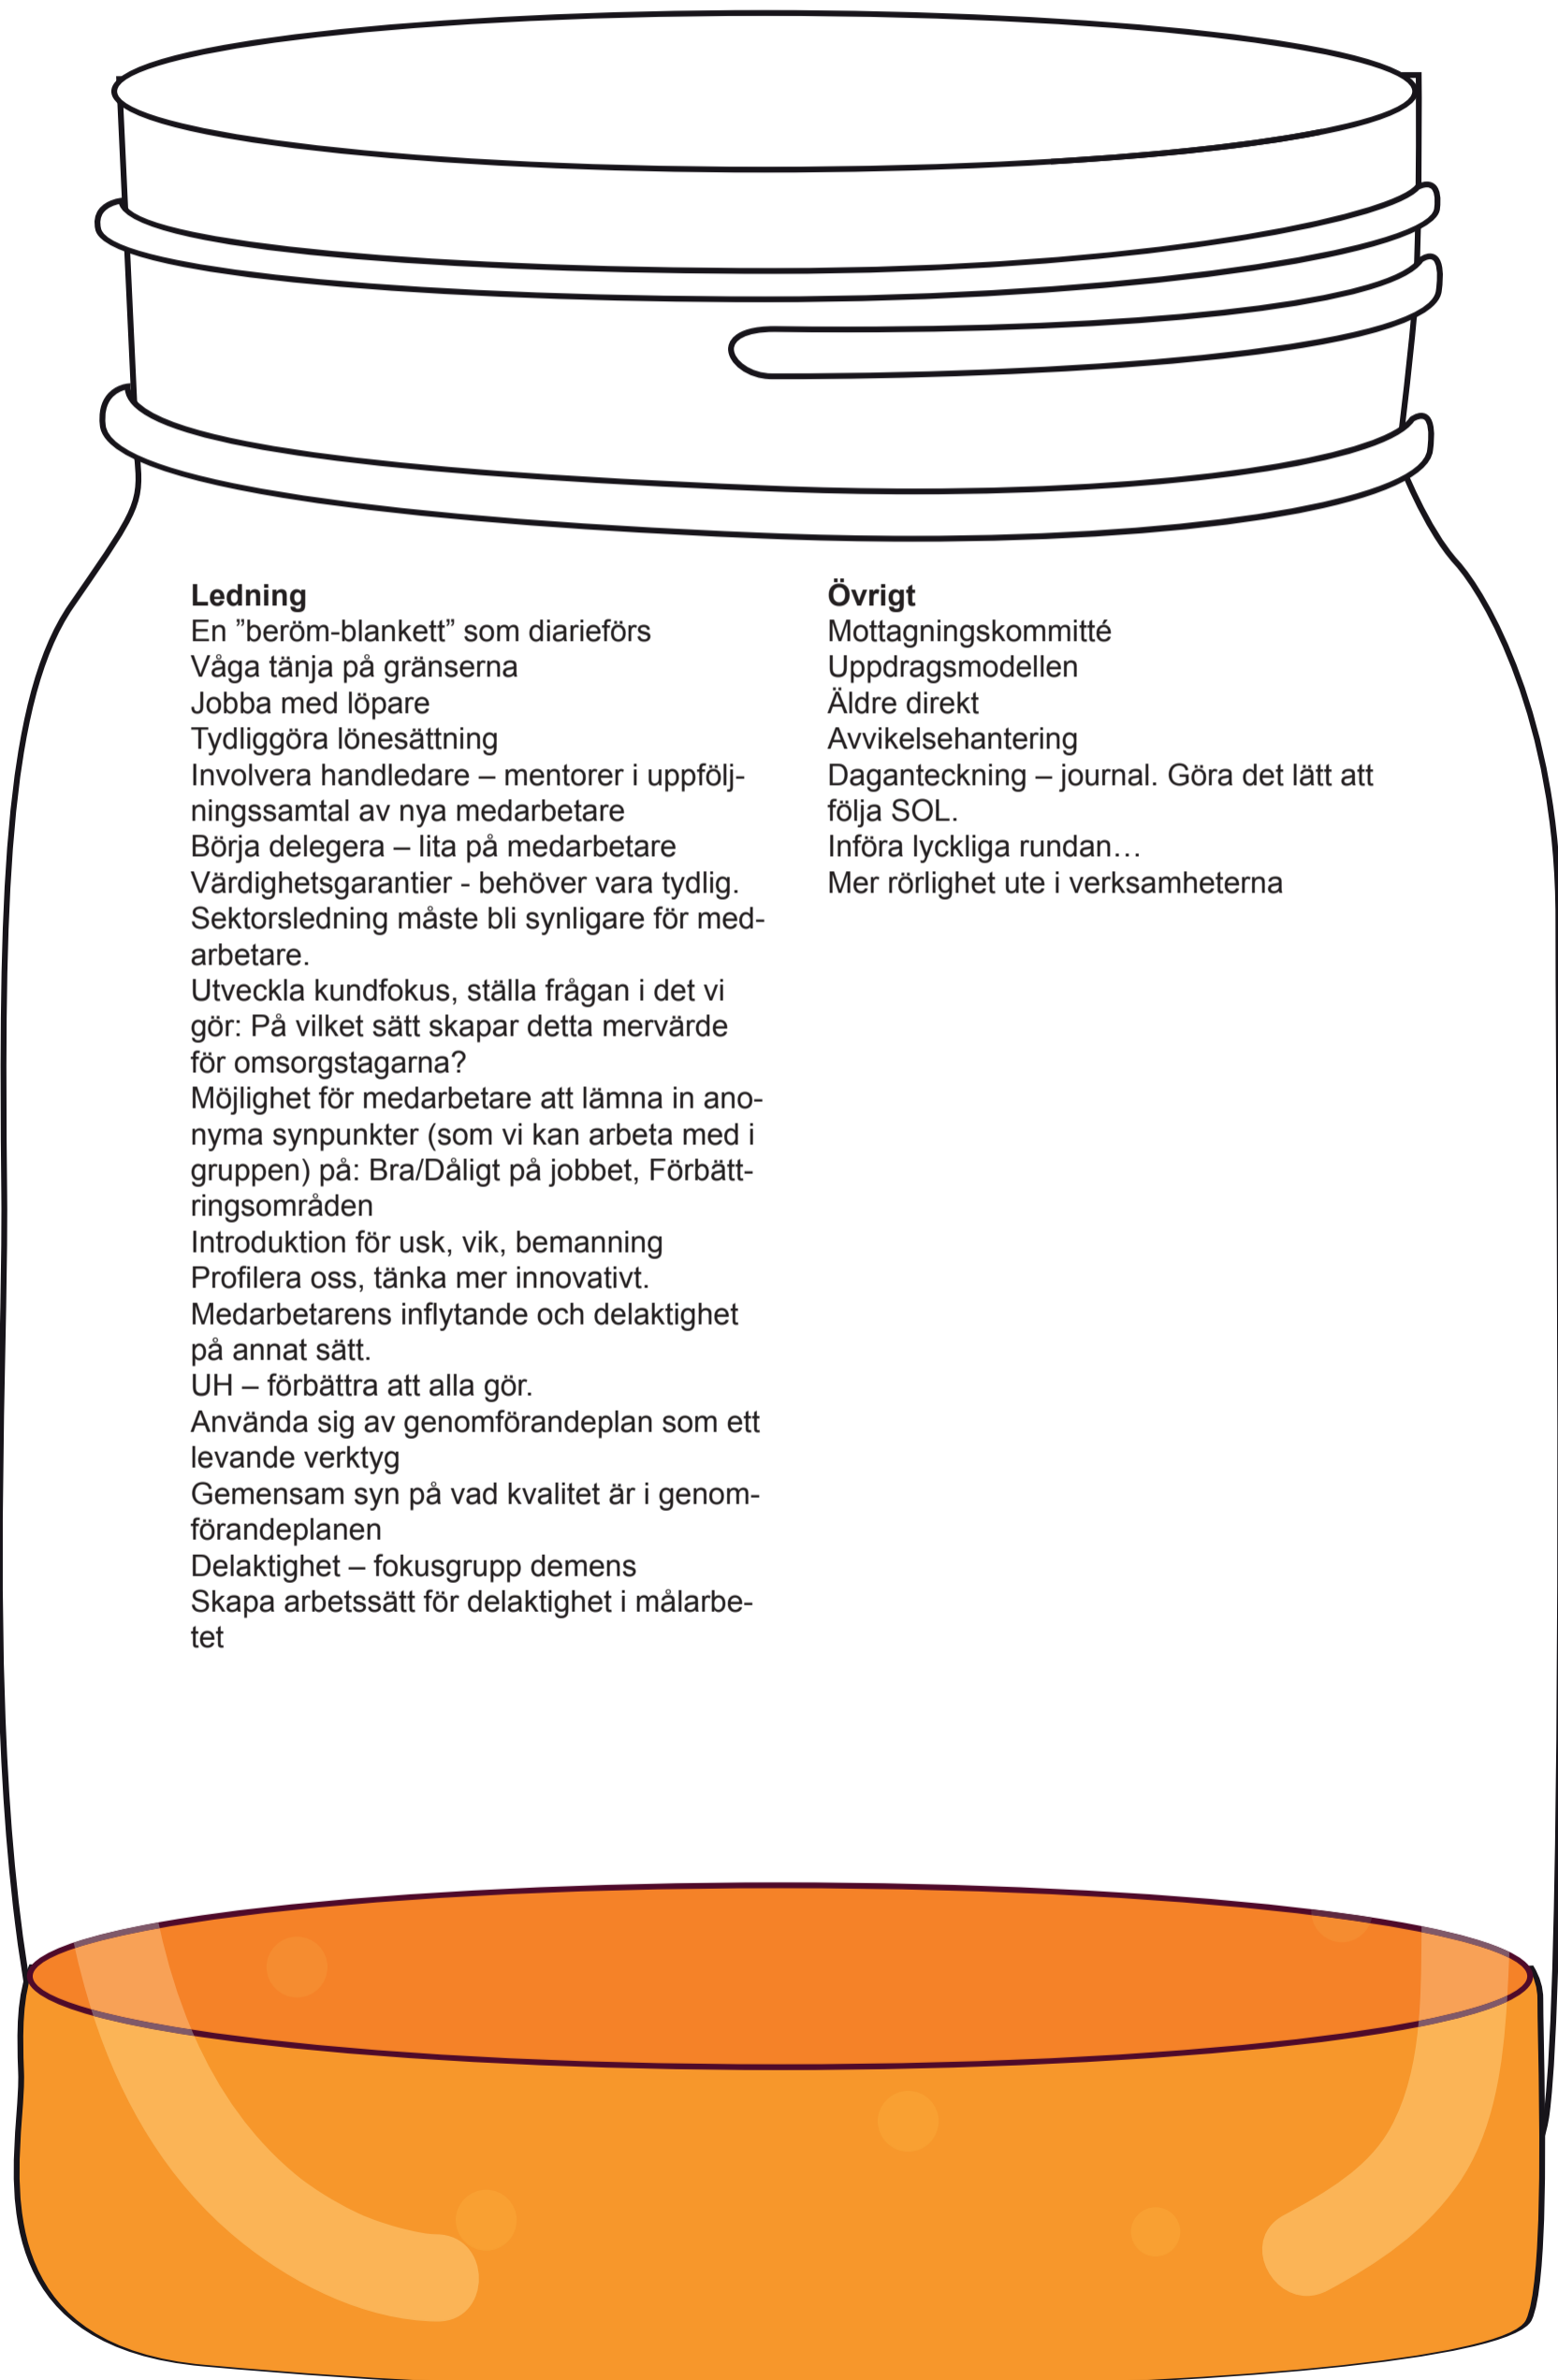 Ledning
En ”beröm-blankett” som diarieförs
Våga tänja på gränserna
Jobba med löpare
Tydliggöra lönesättning
Involvera handledare – mentorer i uppfölj-
ningssamtal av nya medarbetare
Börja delegera – lita på medarbetare
Värdighetsgarantier - behöver vara tydlig.
Sektorsledning måste bli synligare för med-
arbetare.
Utveckla kundfokus, ställa frågan i det vi
gör: På vilket sätt skapar detta mervärde
för omsorgstagarna?
Möjlighet för medarbetare att lämna in ano-
nyma synpunkter (som vi kan arbeta med i
gruppen) på: Bra/Dåligt på jobbet, Förbätt-
ringsområden
Introduktion för usk, vik, bemanning
Profilera oss, tänka mer innovativt.
Medarbetarens inflytande och delaktighet
på annat sätt.
UH – förbättra att alla gör.
Använda sig av genomförandeplan som ett
levande verktyg
Gemensam syn på vad kvalitet är i genom-
förandeplanen
Delaktighet – fokusgrupp demens
Skapa arbetssätt för delaktighet i målarbe-
tet
Övrigt
Mottagningskommitté
Uppdragsmodellen
Äldre direkt
Avvikelsehantering
Daganteckning – journal. Göra det lätt att
följa SOL.
Införa lyckliga rundan…
Mer rörlighet ute i verksamheterna